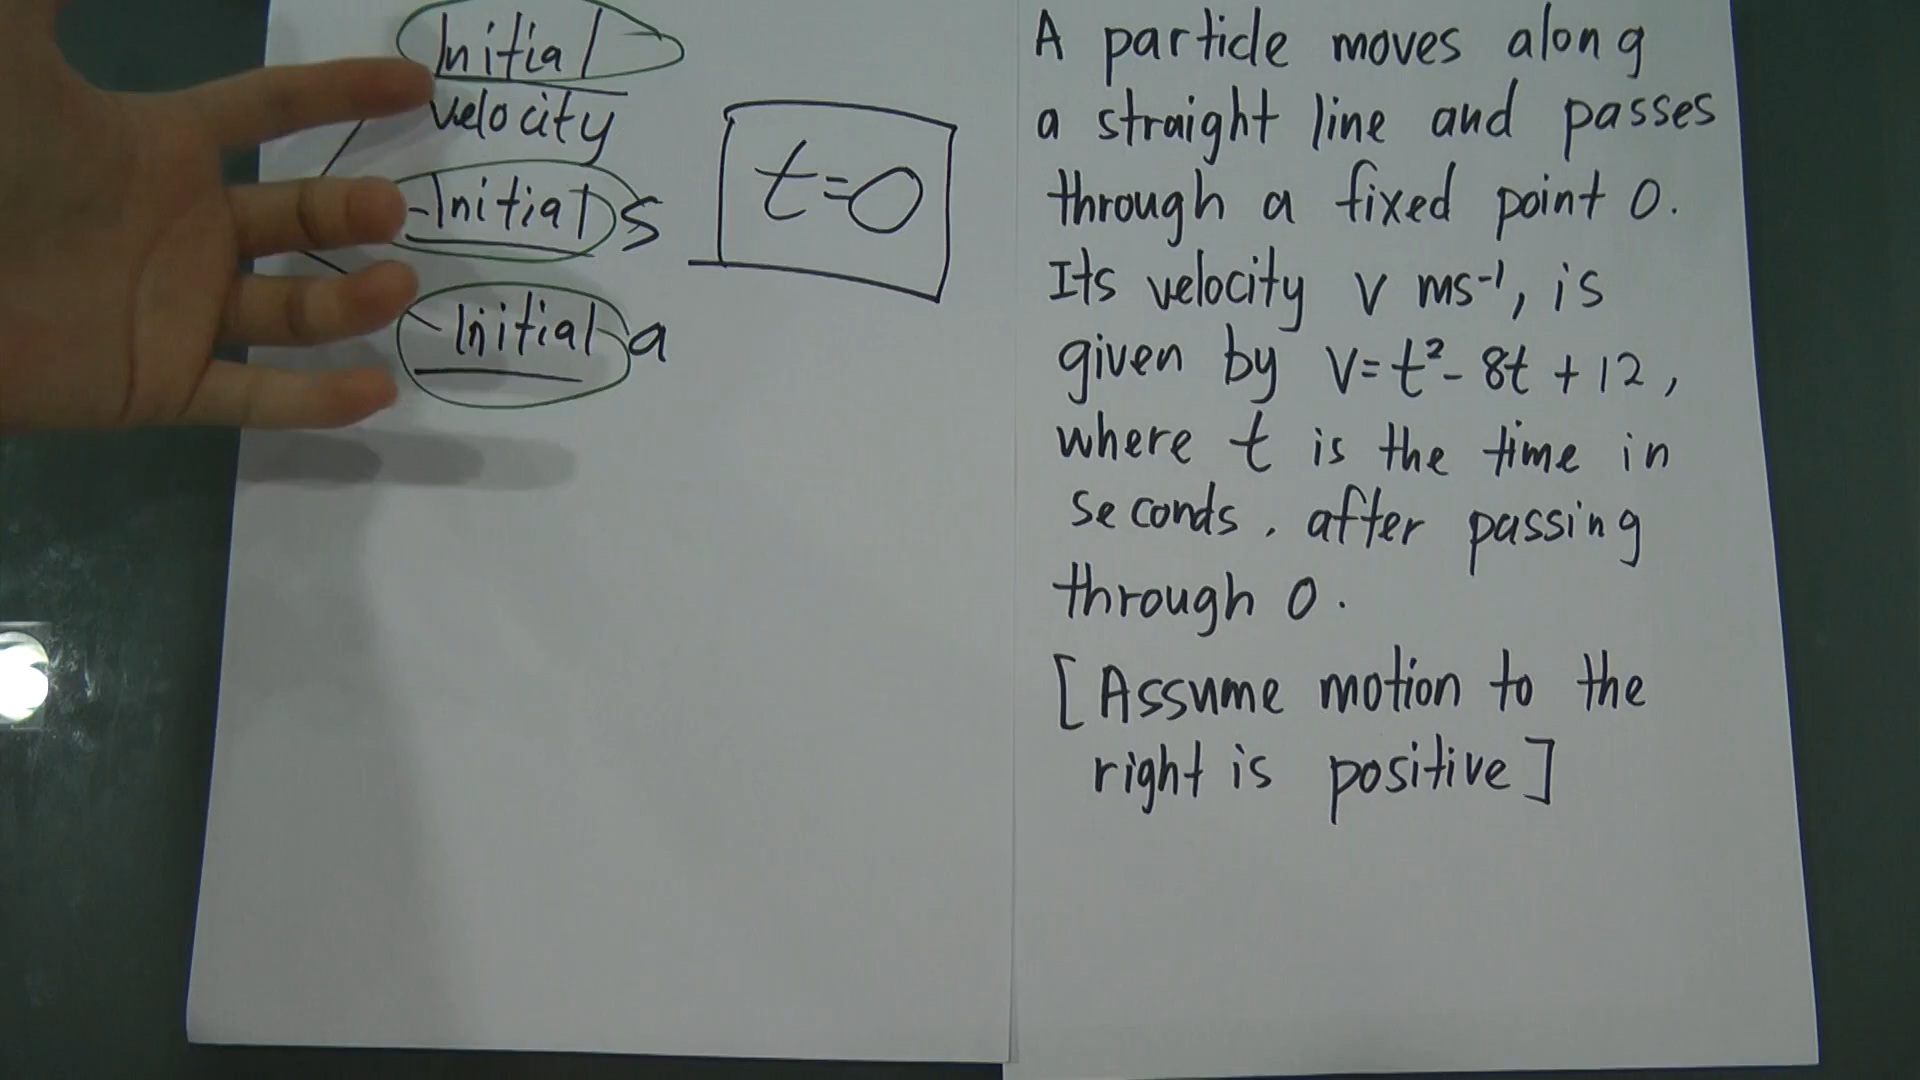 Initial
velocity
-Initial s
-Initial a
t=0
A particle moves along
a straight line and passes
through a fixed point O.
Its velocity v ms⁻¹, is
given by v=t²-8t+12,
where t is the time in
seconds, after passing
through O.
[Assume motion to the
right is positive]